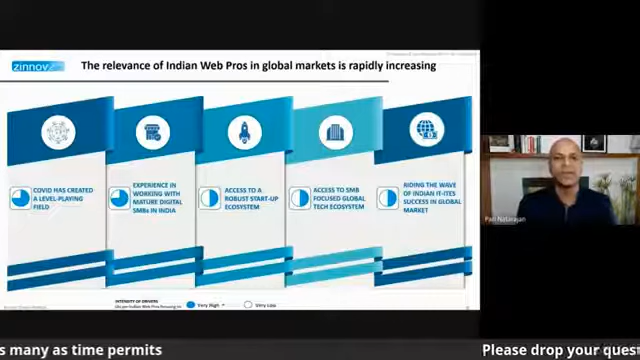 zinnov
The relevance of Indian Web Pros in global markets is rapidly increasing
COVID HAS CREATED
A LEVEL-PLAYING
FIELD
EXPERIENCE IN
WORKING WITH
MATURE DIGITAL
SMBs IN INDIA
ACCESS TO A
ROBUST START-UP
ECOSYSTEM
ACCESS TO SMB
FOCUSED GLOBAL
TECH ECOSYSTEM
RIDING THE WAVE
OF INDIAN IT-ITES
SUCCESS IN GLOBAL
MARKET
INTENSITY OF DRIVERS
Very High
Very Low
Pari Natarajan
s many as time permits
Please drop your ques